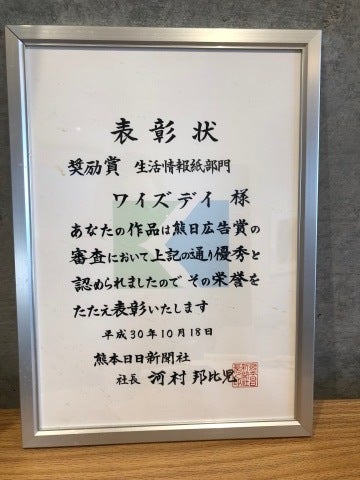 表彰状
奨励賞 生活情報紙部門
ワイズデイ 様
あなたの作品は熊日広告賞の
審査において上記の通り優秀と
認められましたので その栄誉を
たたえ表彰いたします
平成30年10月18日
熊本日日新聞社
社長 河村 邦比児